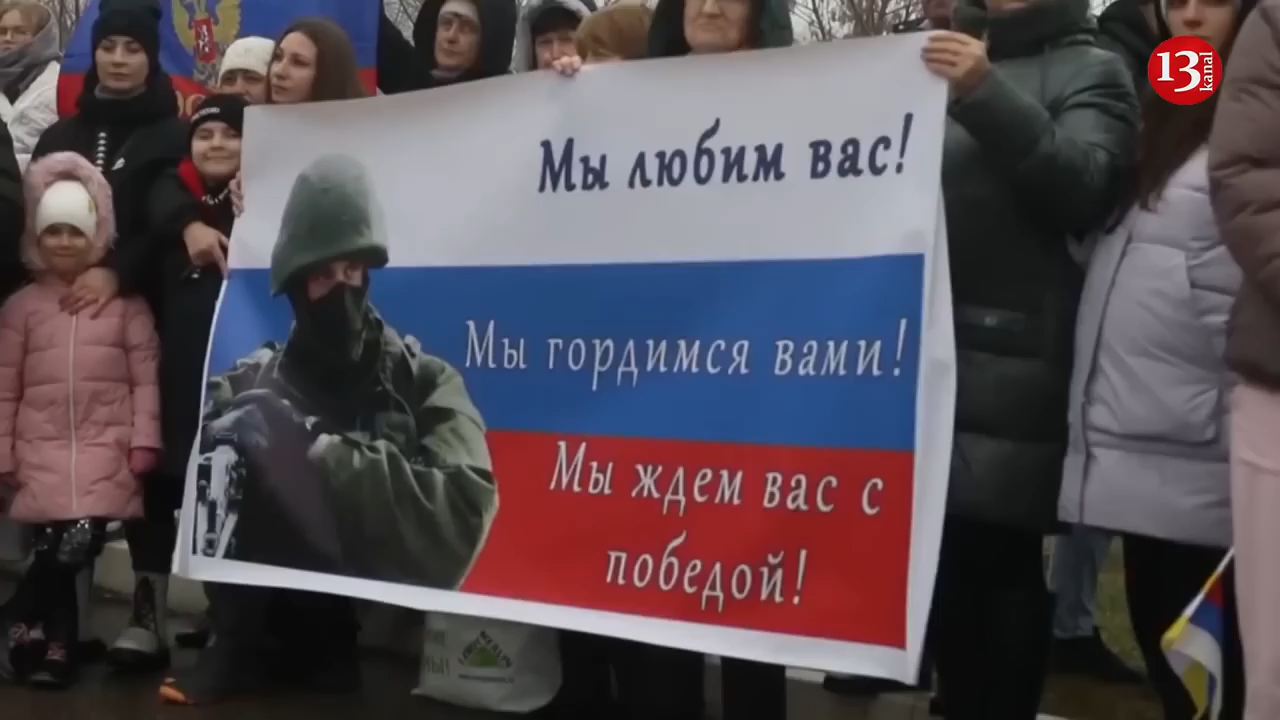 13
kanal
Мы любим вас!
Мы гордимся вами!
Мы ждем вас с
победой!